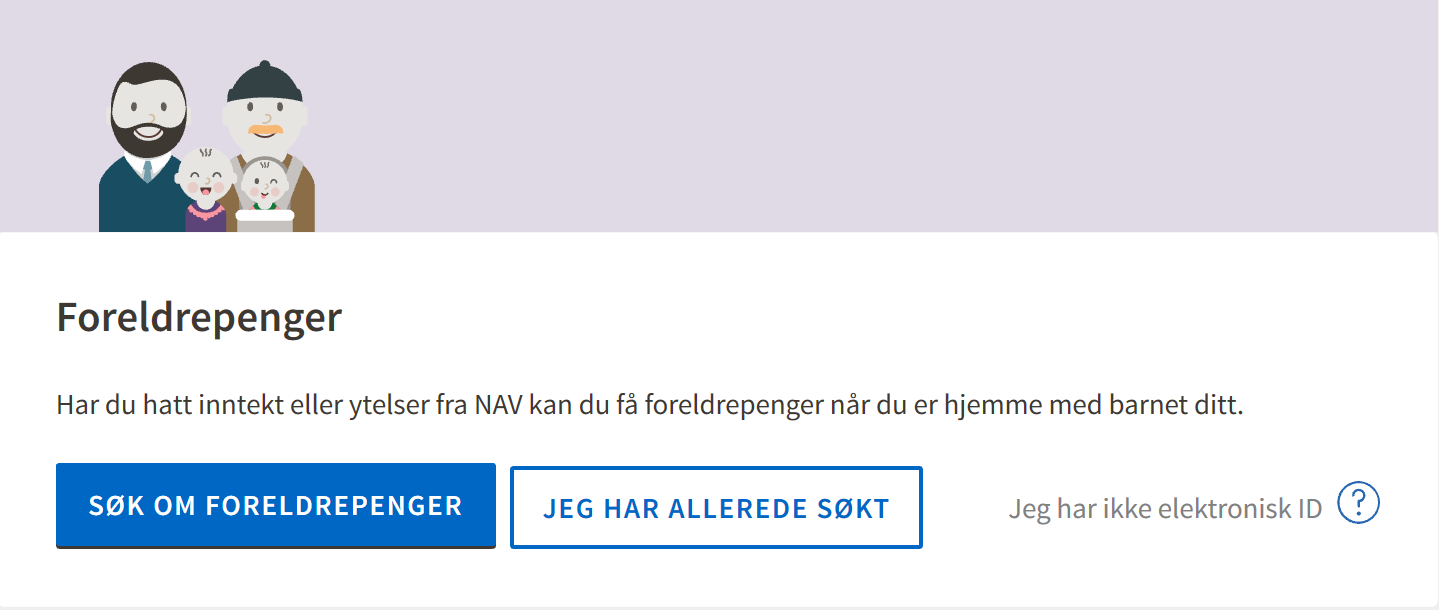 Foreldrepenger
Har du hatt inntekt eller ytelser fra NAV kan du få foreldrepenger når du er hjemme med barnet ditt.
SØK OM FORELDREPENGER
JEG HAR ALLEREDE SØKT
Jeg har ikke elektronisk ID ?